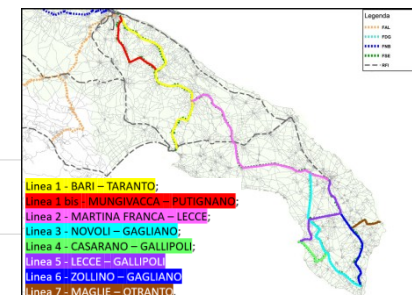 Legenda
FAL
FDG
FNB
FSE
RFI
Linea 1 - BARI – TARANTO;
Linea 1 bis - MUNGIVACCA – PUTIGNANO;
Linea 2 - MARTINA FRANCA – LECCE;
Linea 3 - NOVOLI – GAGLIANO;
Linea 4 - CASARANO – GALLIPOLI;
Linea 5 - LECCE – GALLIPOLI
Linea 6 - ZOLLINO – GAGLIANO
Linea 7 - MAGLIE – OTRANTO.